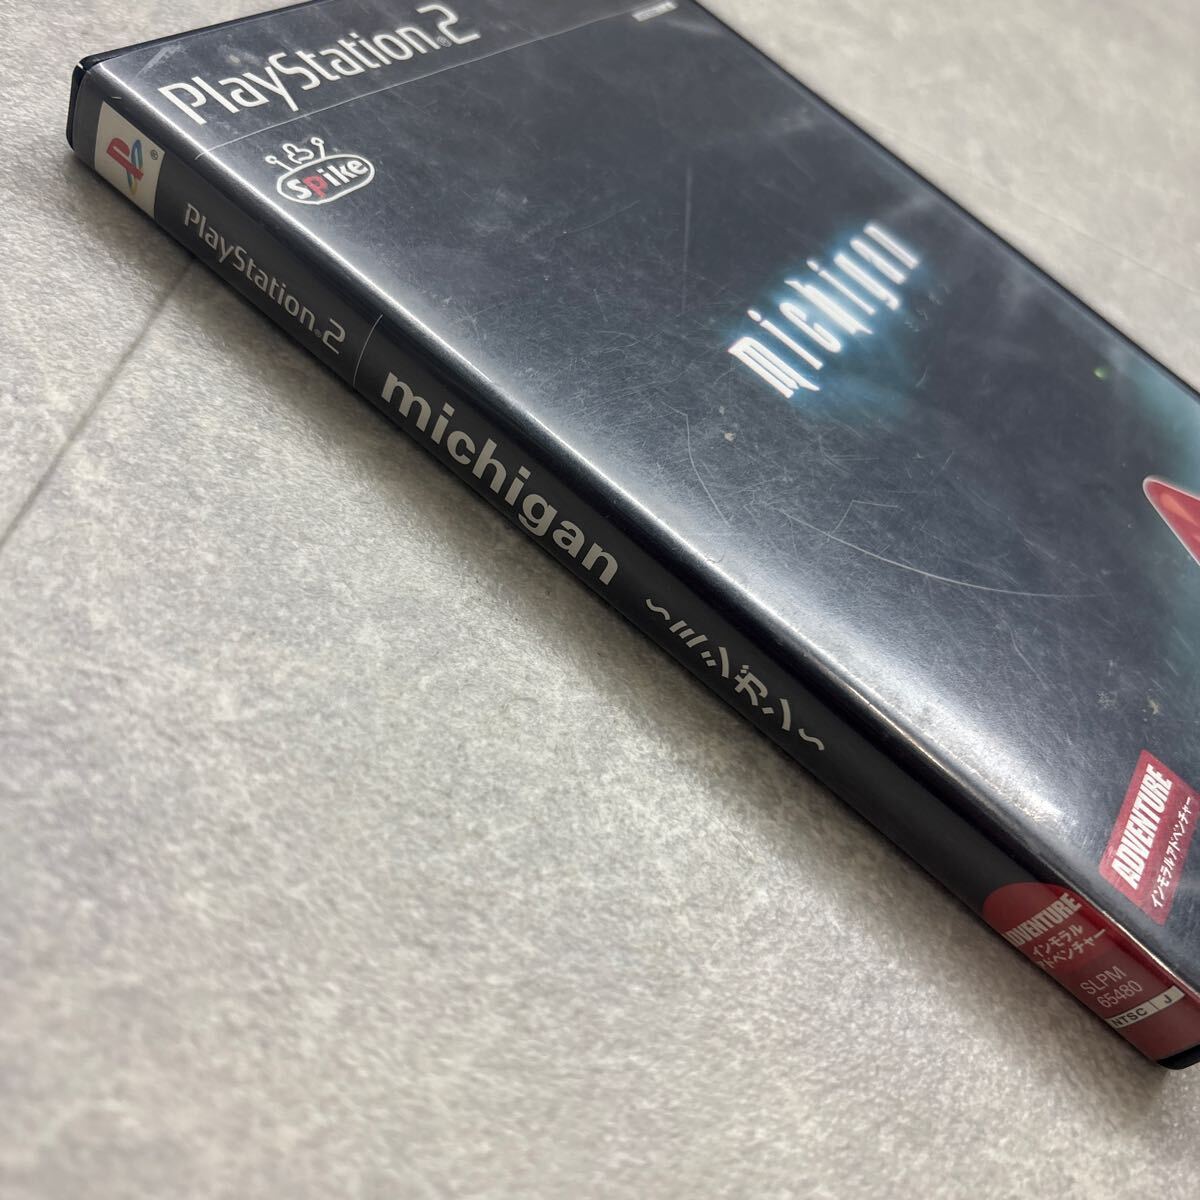 PlayStation®2
Spike
michigan
ADVENTURE
インモラルアドベンチャー
PlayStation®2
michigan ～ミシガン～
ADVENTURE
インモラル
アドベンチャー
SLPM
65480
NTSC J